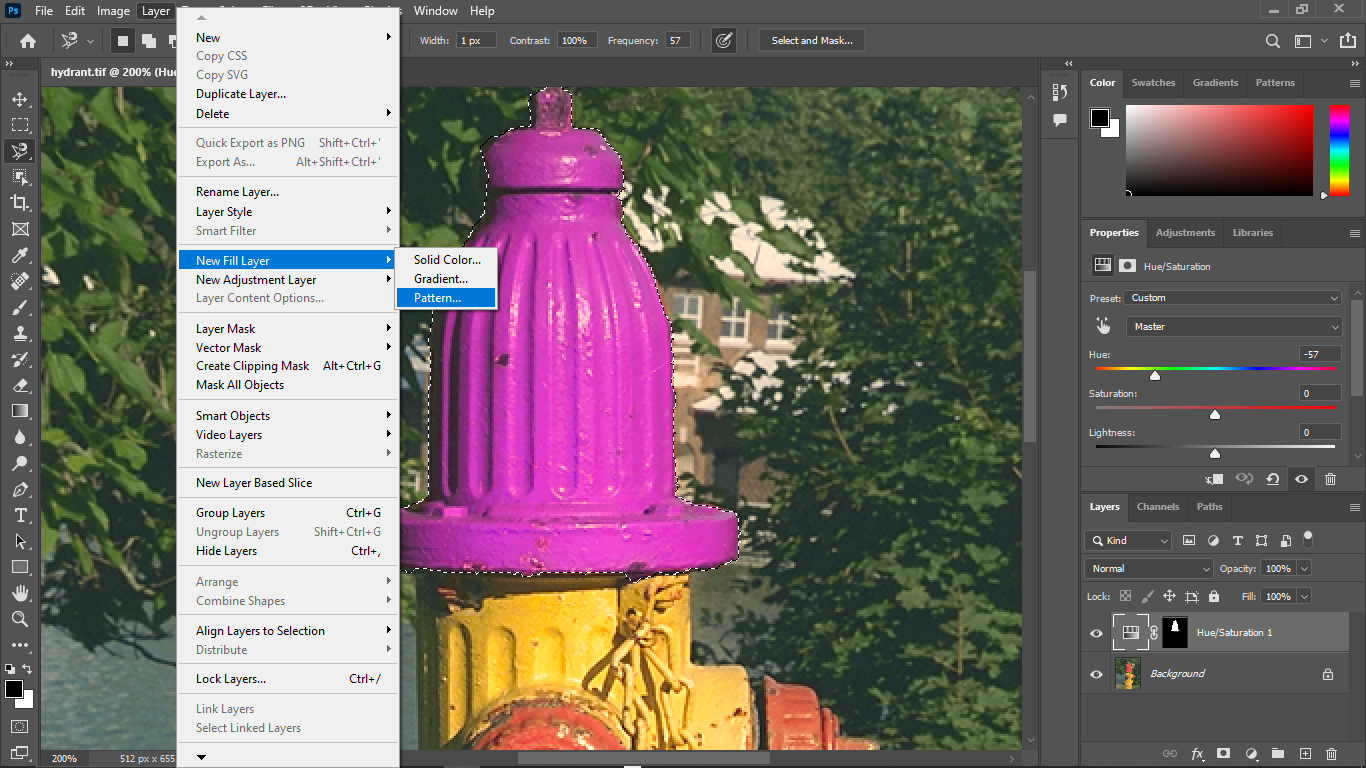 Ps File Edit Image Layer Window Help
Width: 1 px Contrast: 100% Frequency: 57 Select and Mask...
hydrant.tif @ 200% (Hue
New
Copy CSS
Copy SVG
Duplicate Layer...
Delete
Quick Export as PNG Shift+Ctrl+'
Export As... Alt+Shift+Ctrl+'
Rename Layer...
Layer Style
Smart Filter
New Fill Layer
New Adjustment Layer
Layer Content Options...
Layer Mask
Vector Mask
Create Clipping Mask Alt+Ctrl+G
Mask All Objects
Smart Objects
Video Layers
Rasterize
New Layer Based Slice
Group Layers Ctrl+G
Ungroup Layers Shift+Ctrl+G
Hide Layers Ctrl+,
Arrange
Combine Shapes
Align Layers to Selection
Distribute
Lock Layers... Ctrl+/
Link Layers
Select Linked Layers
Solid Color...
Gradient...
Pattern...
200% 512 px x 655
Color Swatches Gradients Patterns
Properties Adjustments Libraries
Hue/Saturation
Preset: Custom
Master
Hue: -57
Saturation: 0
Lightness: 0
Layers Channels Paths
Kind
Normal Opacity: 100%
Lock: Fill: 100%
Hue/Saturation 1
Background